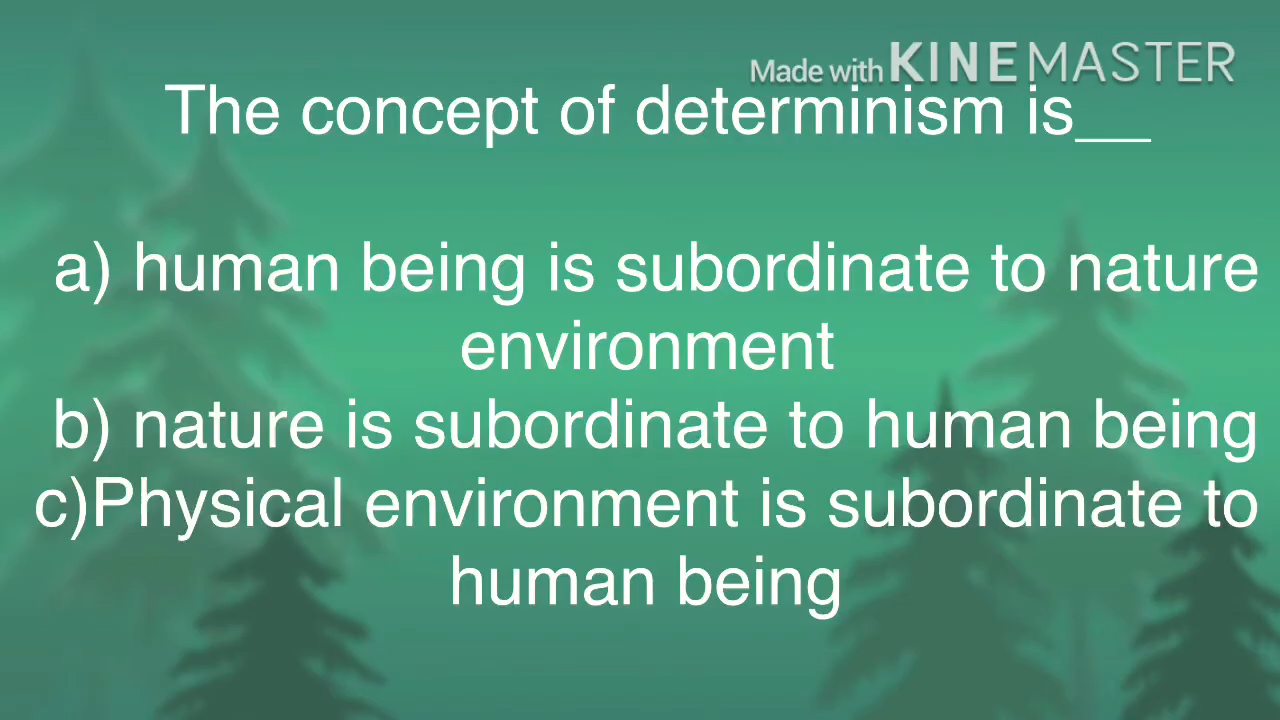 Made with KINEMASTER
The concept of determinism is__
a) human being is subordinate to nature
environment
b) nature is subordinate to human being
c)Physical environment is subordinate to
human being